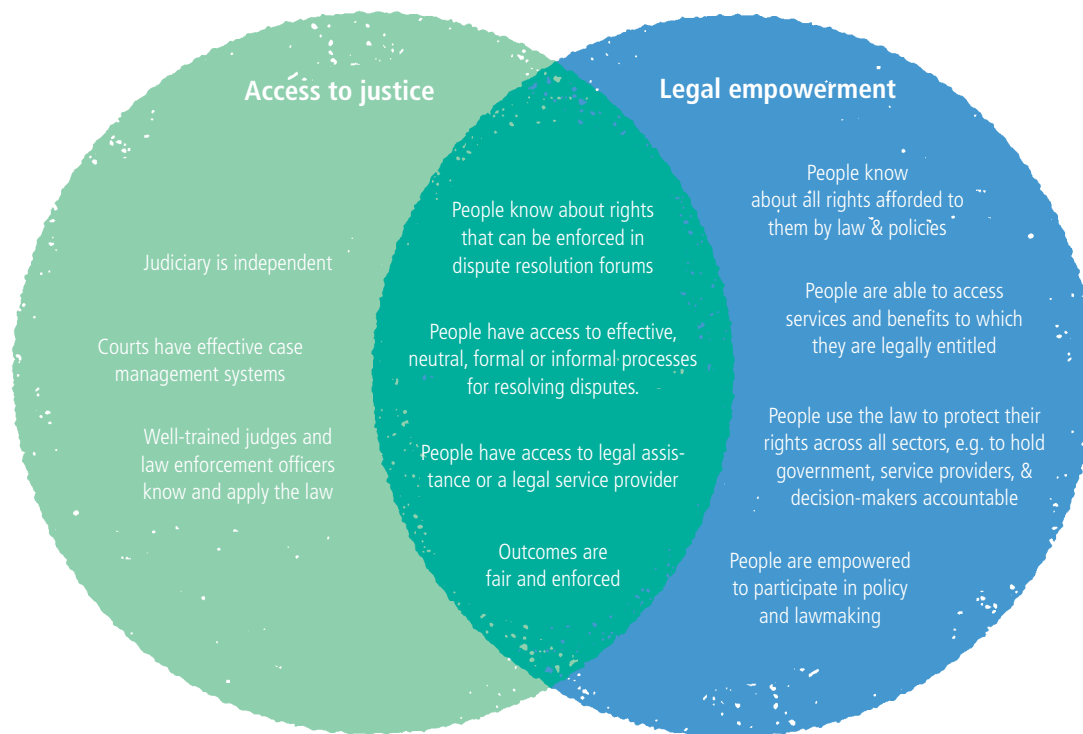 Access to justice
Judiciary is independent
Courts have effective case
management systems
Well-trained judges and
law enforcement officers
know and apply the law
People know about rights
that can be enforced in
dispute resolution forums
People have access to effective,
neutral, formal or informal processes
for resolving disputes.
People have access to legal assis-
tance or a legal service provider
Outcomes are
fair and enforced
Legal empowerment
People know
about all rights afforded to
them by law & policies
People are able to access
services and benefits to which
they are legally entitled
People use the law to protect their
rights across all sectors, e.g. to hold
government, service providers, &
decision-makers accountable
People are empowered
to participate in policy
and lawmaking